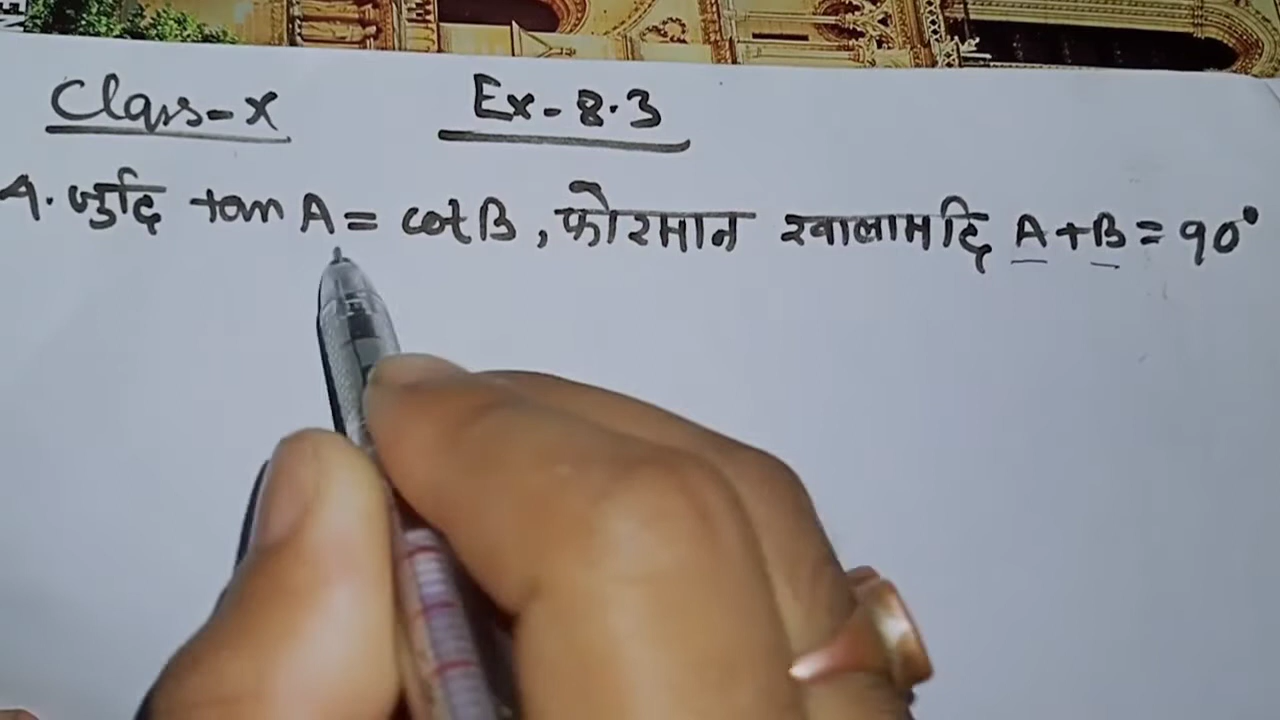 Class-X Ex-8.3
4. जुदि tan A = cot B, फोरमान खालामदि A+B = 90°